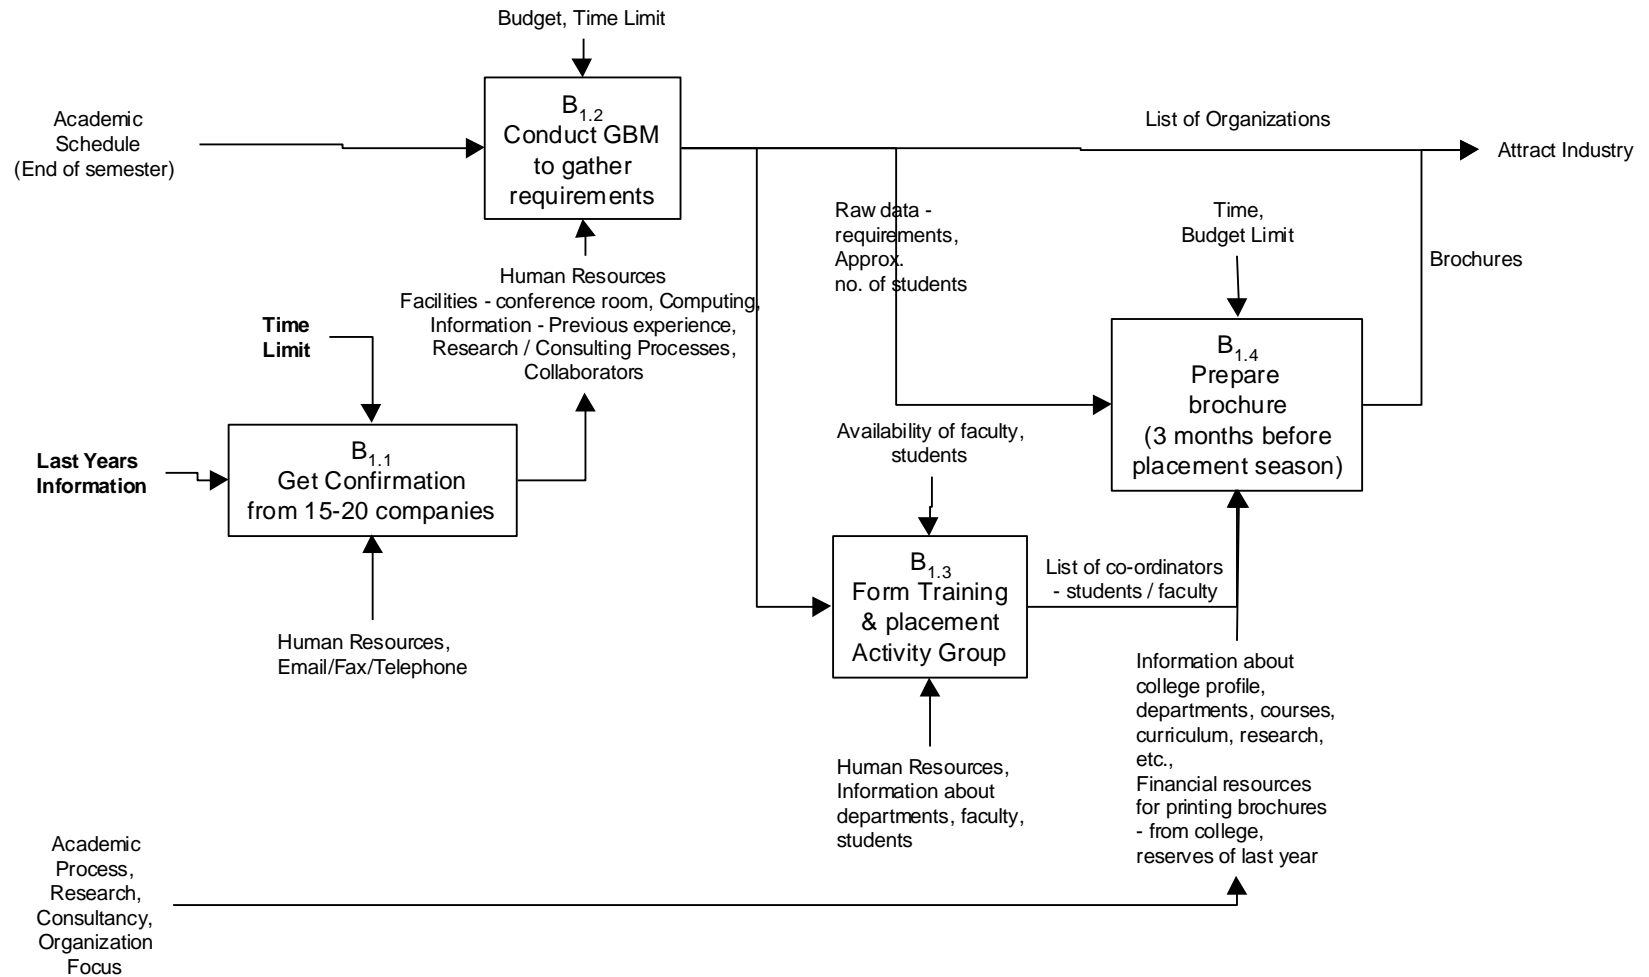 Budget, Time Limit
Academic
Schedule
(End of semester)
B1.2
Conduct GBM
to gather
requirements
List of Organizations
Attract Industry
Raw data -
requirements,
Approx.
no. of students
Time,
Budget Limit
Brochures
Human Resources
Facilities - conference room, Computing,
Information - Previous experience,
Research / Consulting Processes,
Collaborators
Time
Limit
B1.4
Prepare
brochure
(3 months before
placement season)
Last Years
Information
B1.1
Get Confirmation
from 15-20 companies
Availability of faculty,
students
B1.3
Form Training
& placement
Activity Group
List of co-ordinators
- students / faculty
Human Resources,
Email/Fax/Telephone
Information about
college profile,
departments, courses,
curriculum, research,
etc.,
Financial resources
for printing brochures
- from college,
reserves of last year
Human Resources,
Information about
departments, faculty,
students
Academic
Process,
Research,
Consultancy,
Organization
Focus